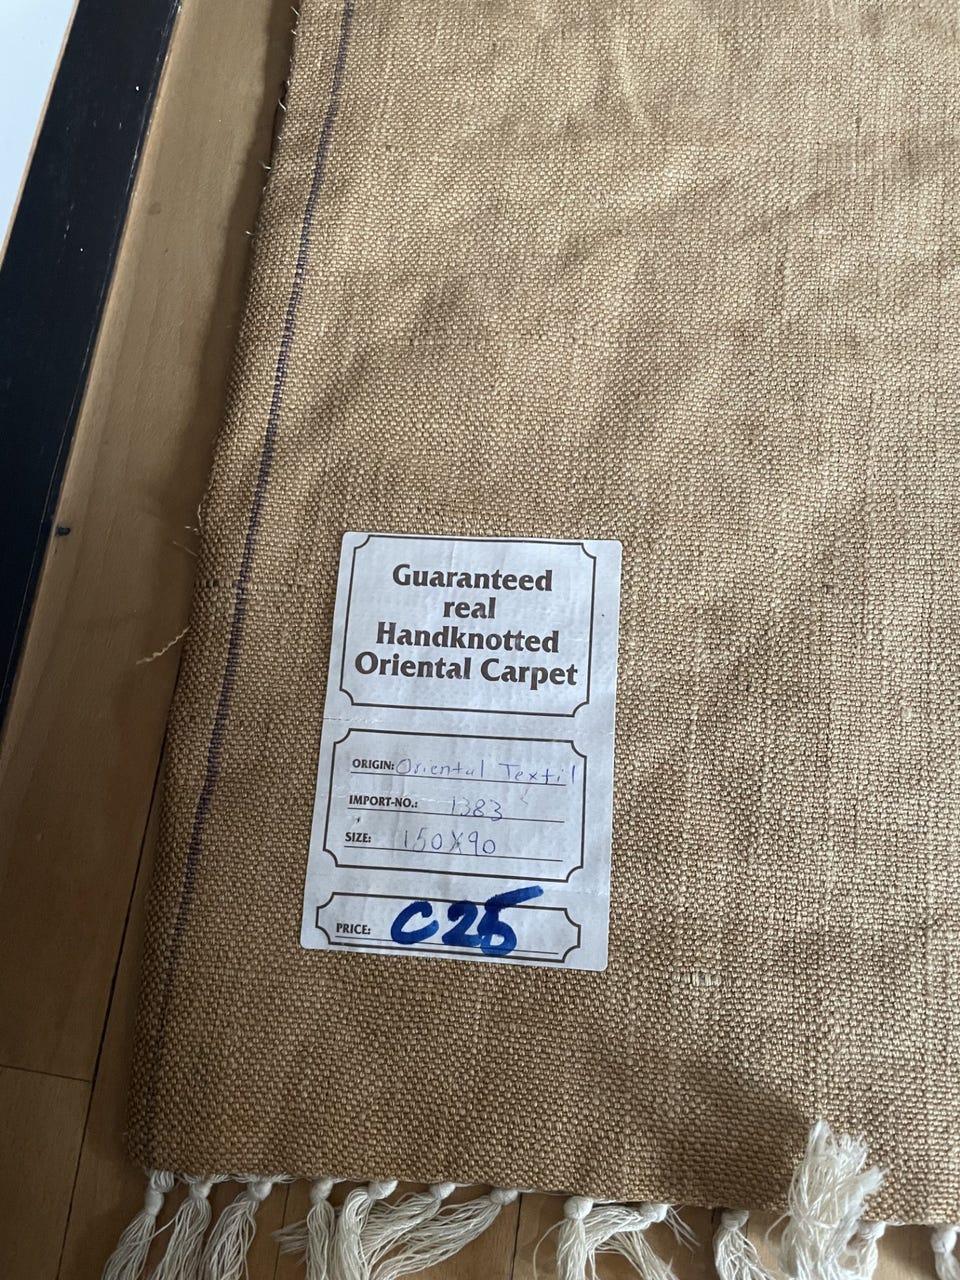 Guaranteed
real
Handknotted
Oriental Carpet
ORIGIN: Oriental Textil
IMPORT-NO.: 1383
SIZE: 150X90
PRICE: C25